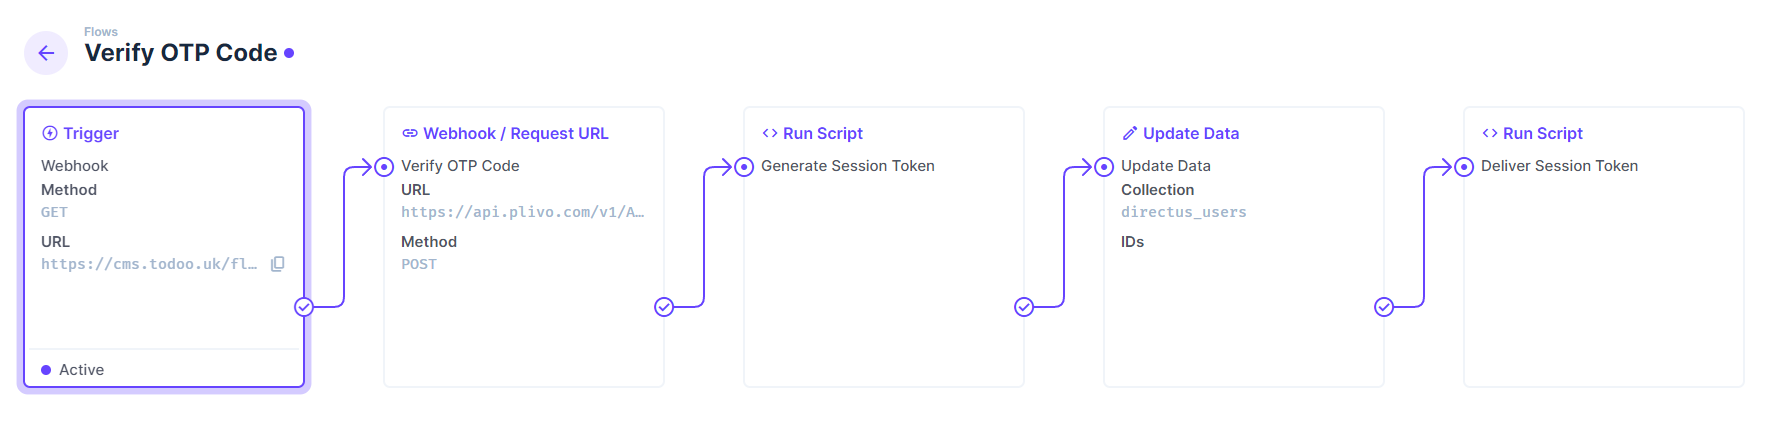 Flows
Verify OTP Code
Trigger
Webhook
Method
GET
URL
https://cms.todoo.uk/fl…
Active
Webhook / Request URL
Verify OTP Code
URL
https://api.plivo.com/v1/A…
Method
POST
Run Script
Generate Session Token
Update Data
Update Data
Collection
directus_users
IDs
Run Script
Deliver Session Token